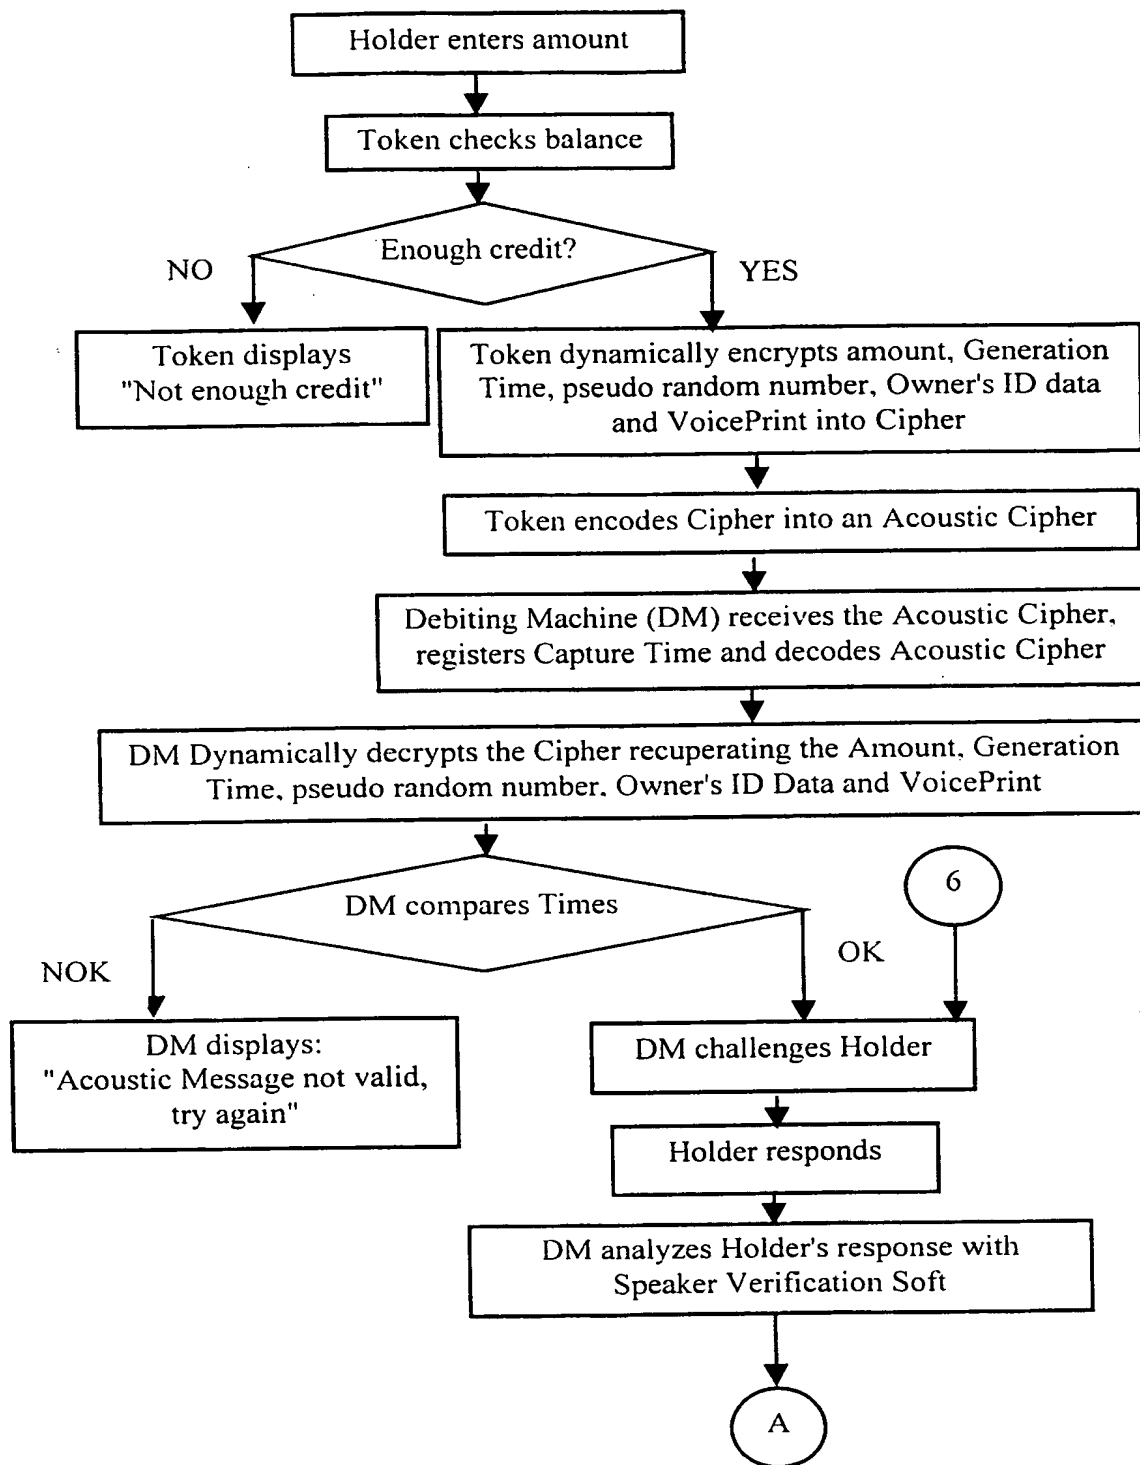 Holder enters amount
Token checks balance
Enough credit?
NO
YES
Token displays
"Not enough credit"
Token dynamically encrypts amount, Generation
Time, pseudo random number, Owner's ID data
and VoicePrint into Cipher
Token encodes Cipher into an Acoustic Cipher
Debiting Machine (DM) receives the Acoustic Cipher,
registers Capture Time and decodes Acoustic Cipher
DM Dynamically decrypts the Cipher recuperating the Amount, Generation
Time, pseudo random number, Owner's ID Data and VoicePrint
DM compares Times
6
NOK
OK
DM displays:
"Acoustic Message not valid,
try again"
DM challenges Holder
Holder responds
DM analyzes Holder's response with
Speaker Verification Soft
A